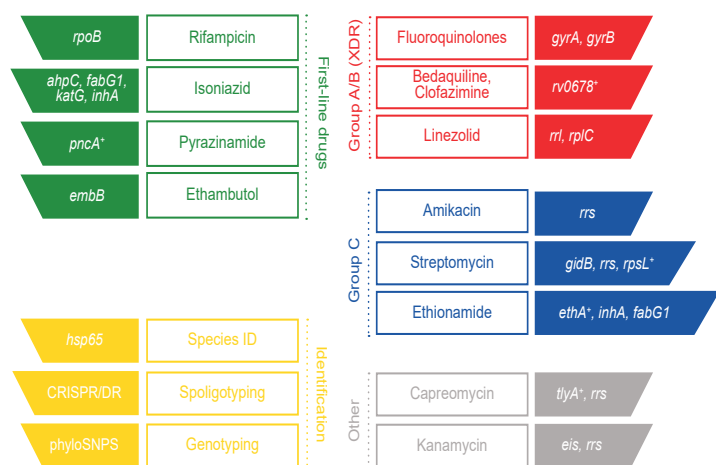 rpoB
Rifampicin
ahpC, fabG1,
katG, inhA
Isoniazid
pncA⁺
Pyrazinamide
embB
Ethambutol
First-line drugs
hsp65
Species ID
CRISPR/DR
Spoligotyping
phyloSNPS
Genotyping
Identification
Group A/B (XDR)
Fluoroquinolones
gyrA, gyrB
Bedaquiline,
Clofazimine
rv0678⁺
Linezolid
rrl, rplC
Group C
Amikacin
rrs
Streptomycin
gidB, rrs, rpsL⁺
Ethionamide
ethA⁺, inhA, fabG1
Other
Capreomycin
tlyA⁺, rrs
Kanamycin
eis, rrs